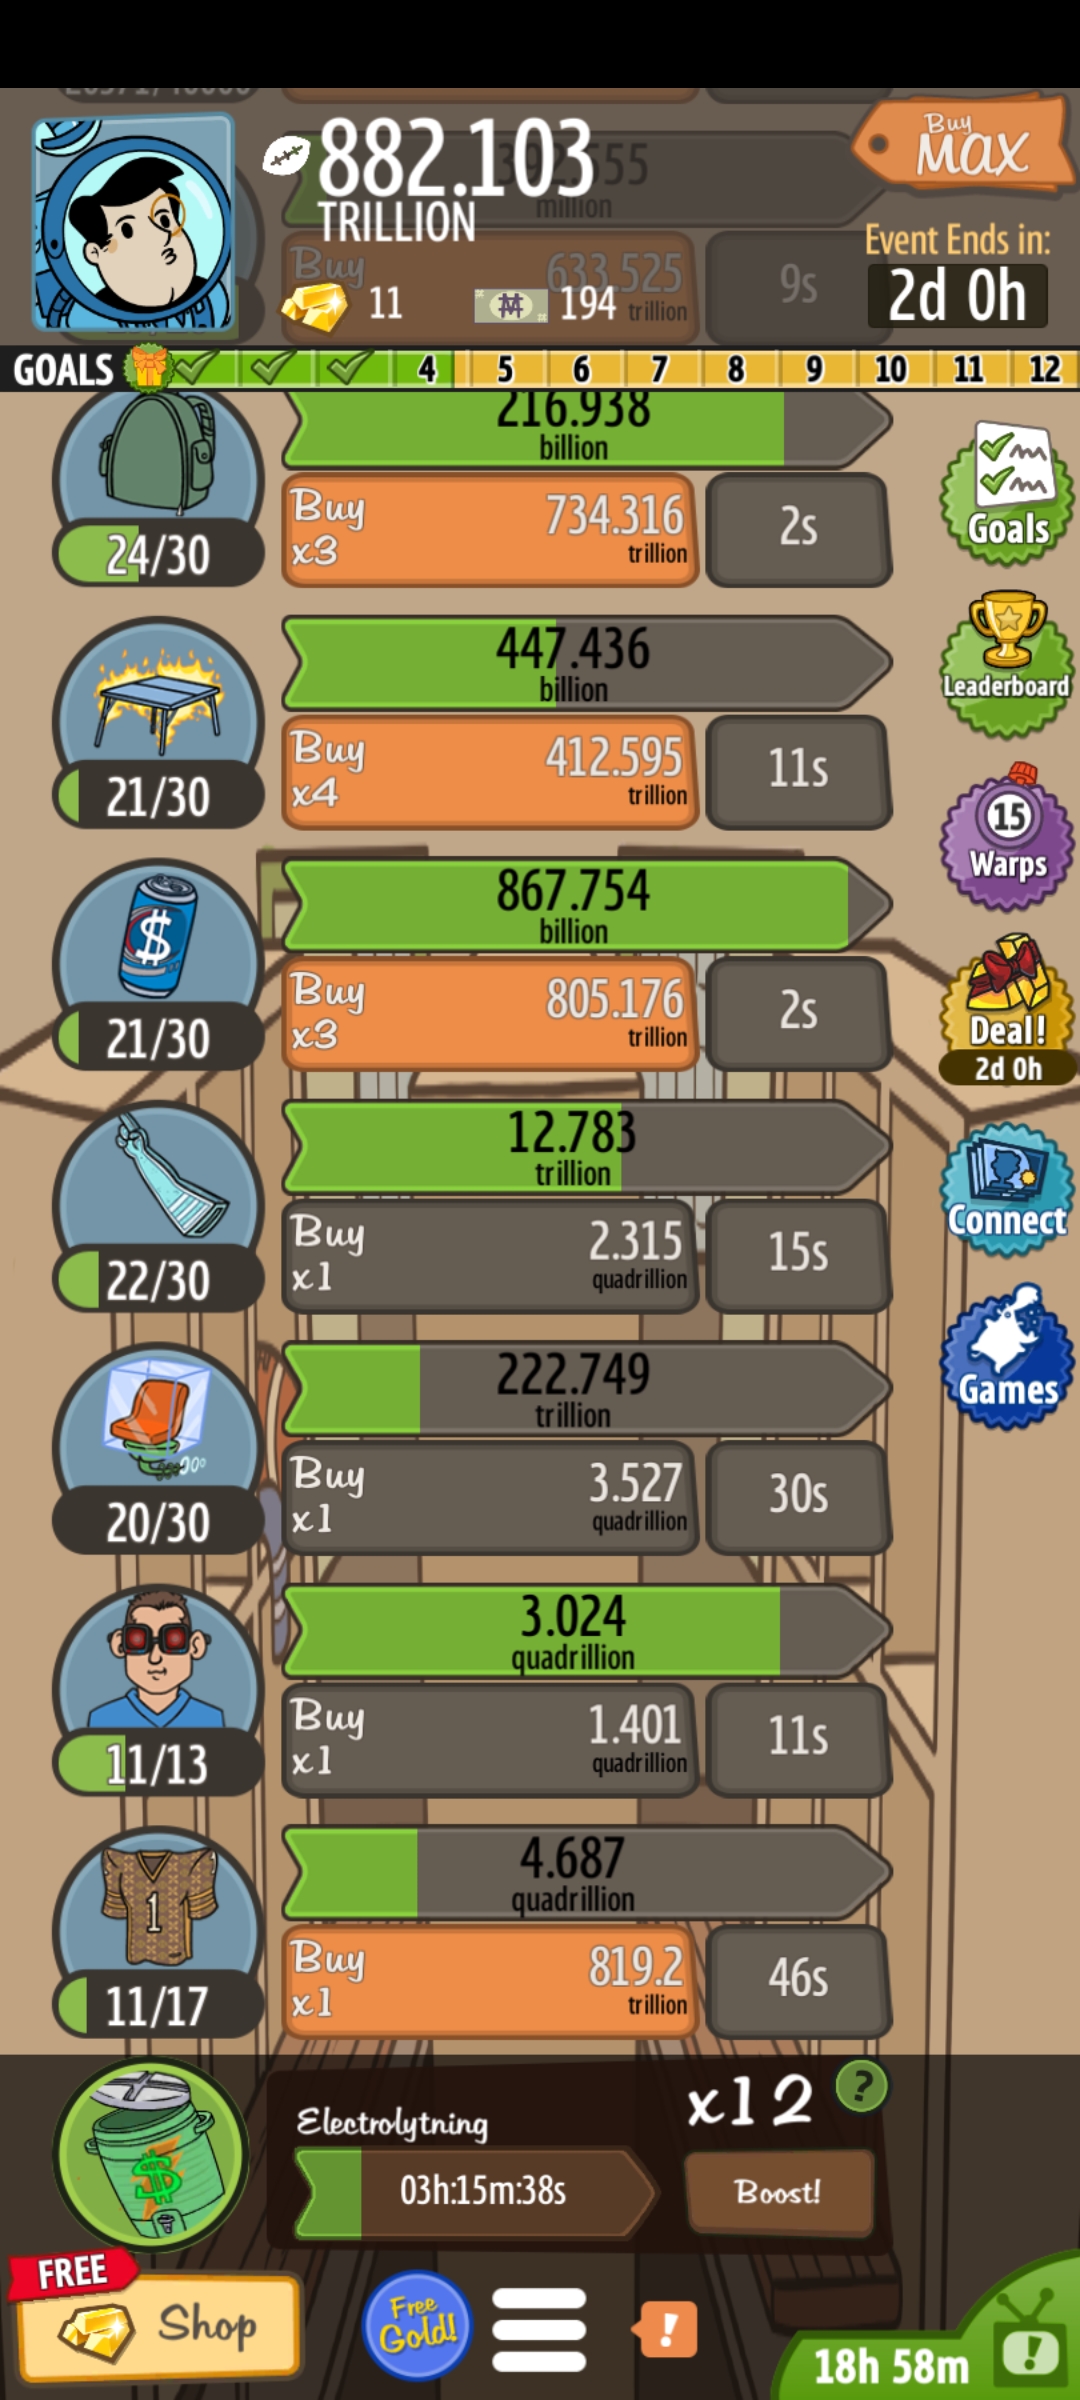 882.103
TRILLION
Buy
MAX
392.555
million
Buy
633.525
trillion
9s
11
194
Event Ends in:
2d 0h
GOALS
4 5 6 7 8 9 10 11 12
216.938
billion
24/30
Buy
x3
734.316
trillion
2s
Goals
447.436
billion
21/30
Buy
x4
412.595
trillion
11s
Leaderboard
867.754
billion
21/30
Buy
x3
805.176
trillion
2s
15
Warps
12.783
trillion
22/30
Buy
x1
2.315
quadrillion
15s
Deal!
2d 0h
222.749
trillion
20/30
Buy
x1
3.527
quadrillion
30s
Connect
3.024
quadrillion
11/13
Buy
x1
1.401
quadrillion
11s
Games
4.687
quadrillion
1
11/17
Buy
x1
819.2
trillion
46s
Electrolytning
x12
?
03h:15m:38s
Boost!
FREE
Shop
Free
Gold!
!
18h 58m
!